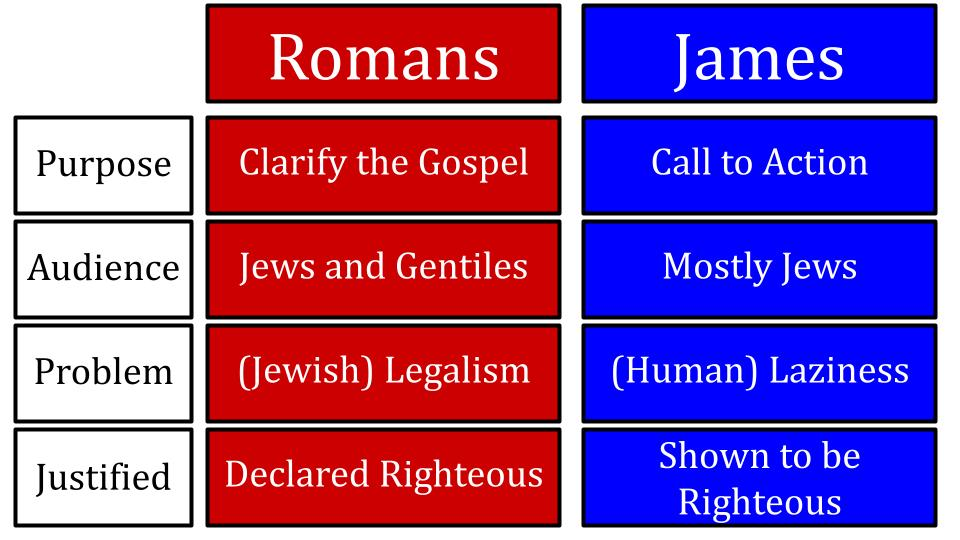 Romans
James
Purpose
Clarify the Gospel
Call to Action
Audience
Jews and Gentiles
Mostly Jews
Problem
(Jewish) Legalism
(Human) Laziness
Justified
Declared Righteous
Shown to be
Righteous